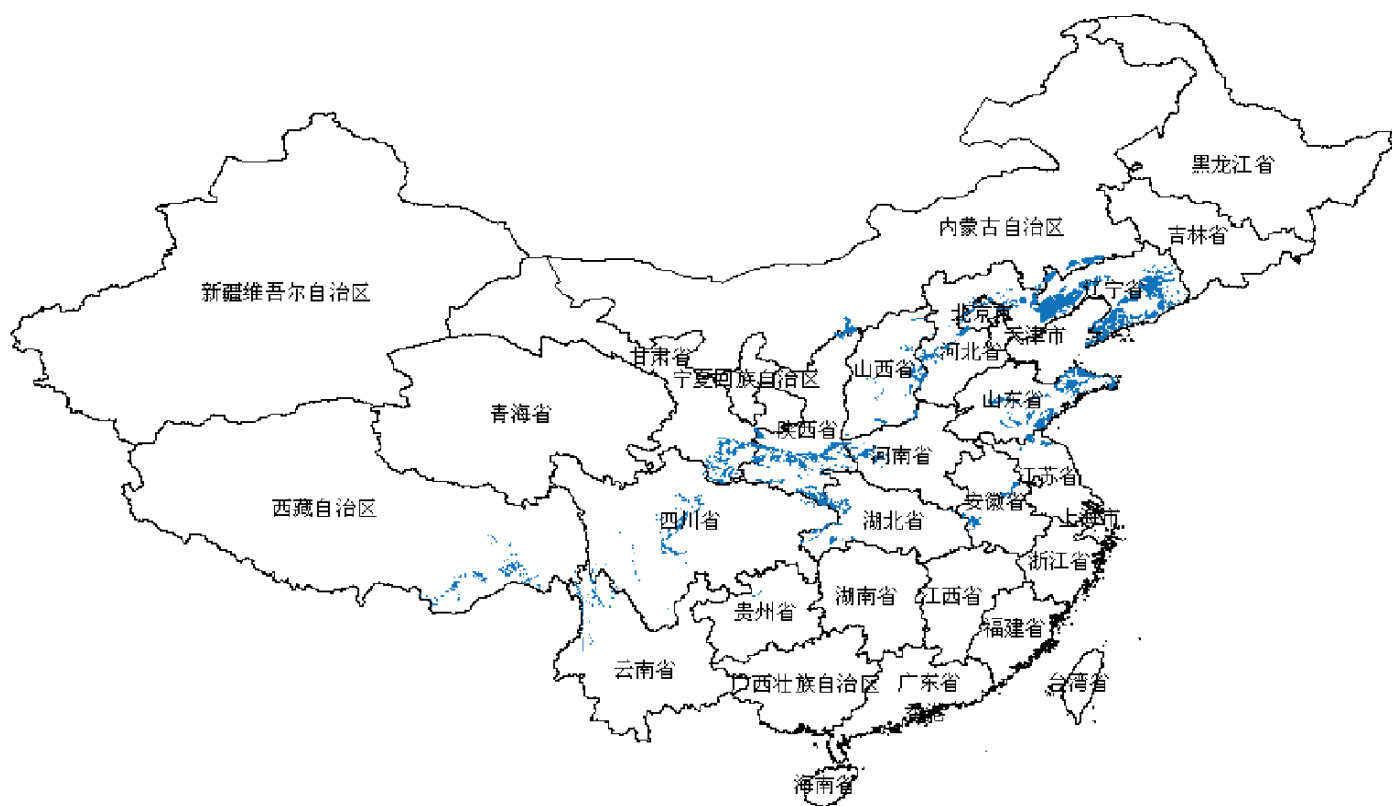 黑龙江省
内蒙古自治区
吉林省
新疆维吾尔自治区
辽宁省
北京市
天津市
河北省
甘肃省
山西省
宁夏回族自治区
山东省
青海省
陕西省
河南省
江苏省
西藏自治区
安徽省
四川省
湖北省
上海市
浙江省
湖南省
江西省
贵州省
福建省
云南省
广西壮族自治区
广东省
台湾省
香港
海南省